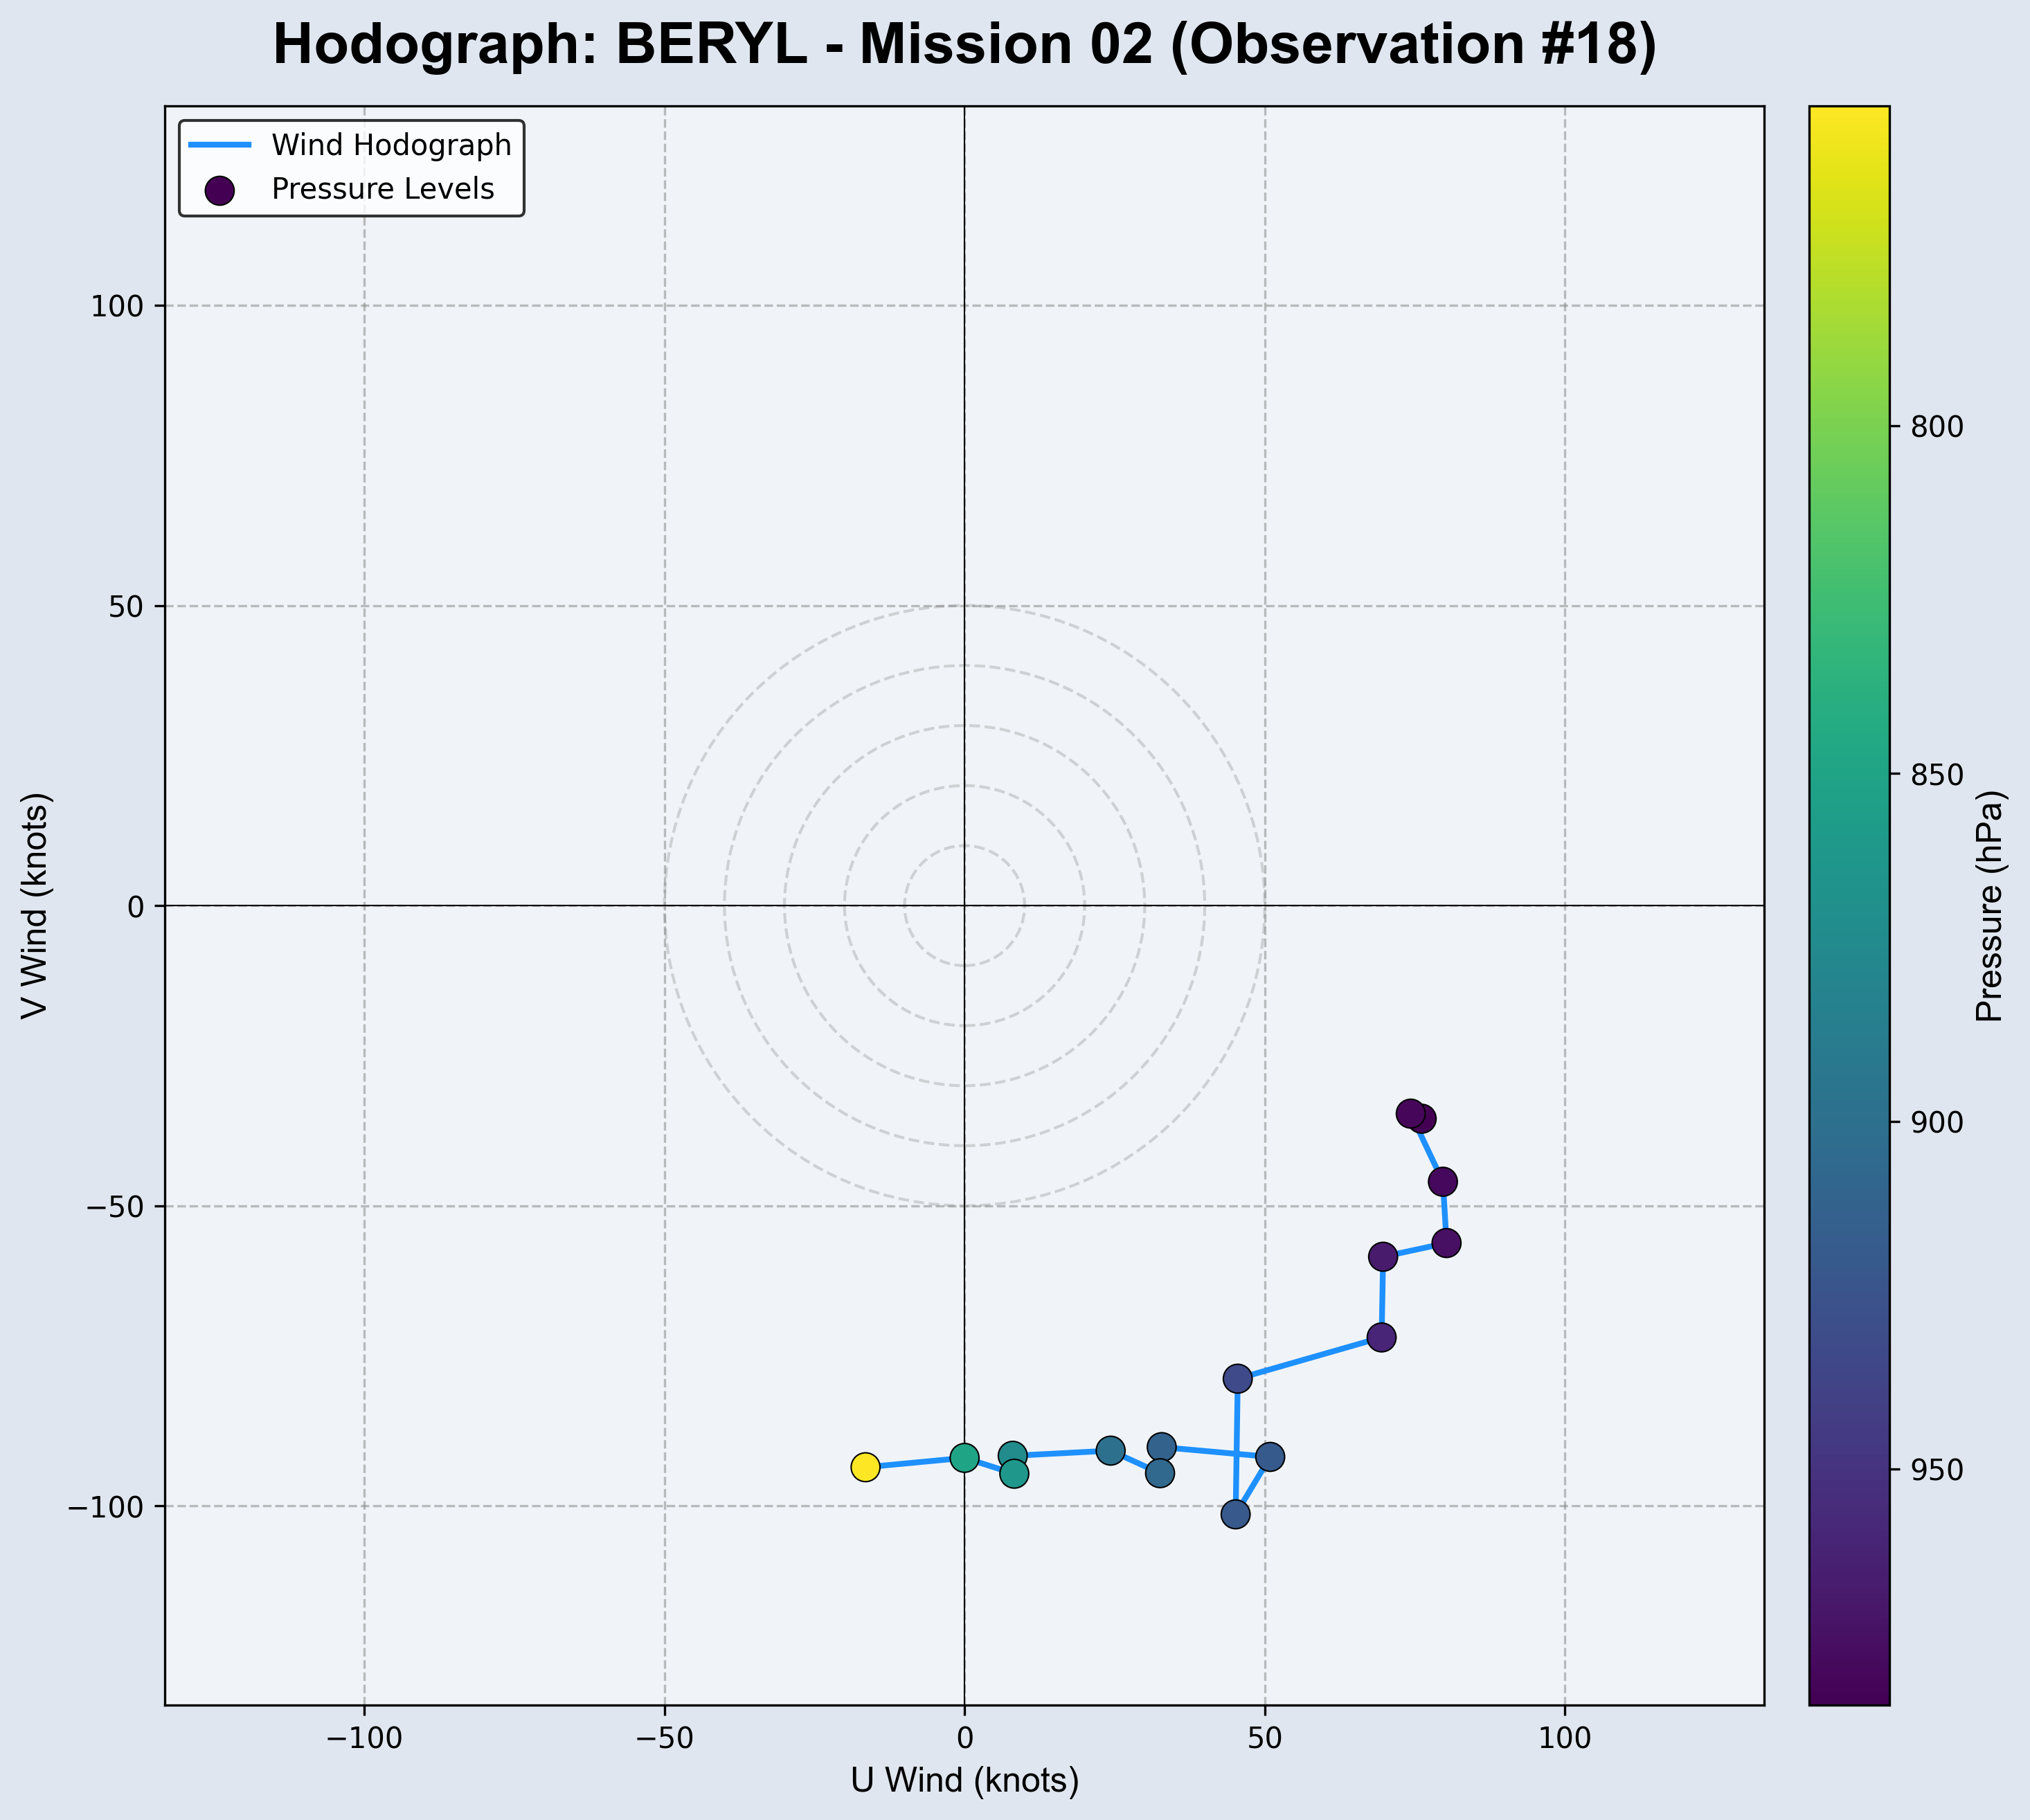 Hodograph: BERYL - Mission 02 (Observation #18)
Wind Hodograph
Pressure Levels
100
50
0
−50
−100
V Wind (knots)
−100
−50
0
50
100
U Wind (knots)
800
850
900
950
Pressure (hPa)